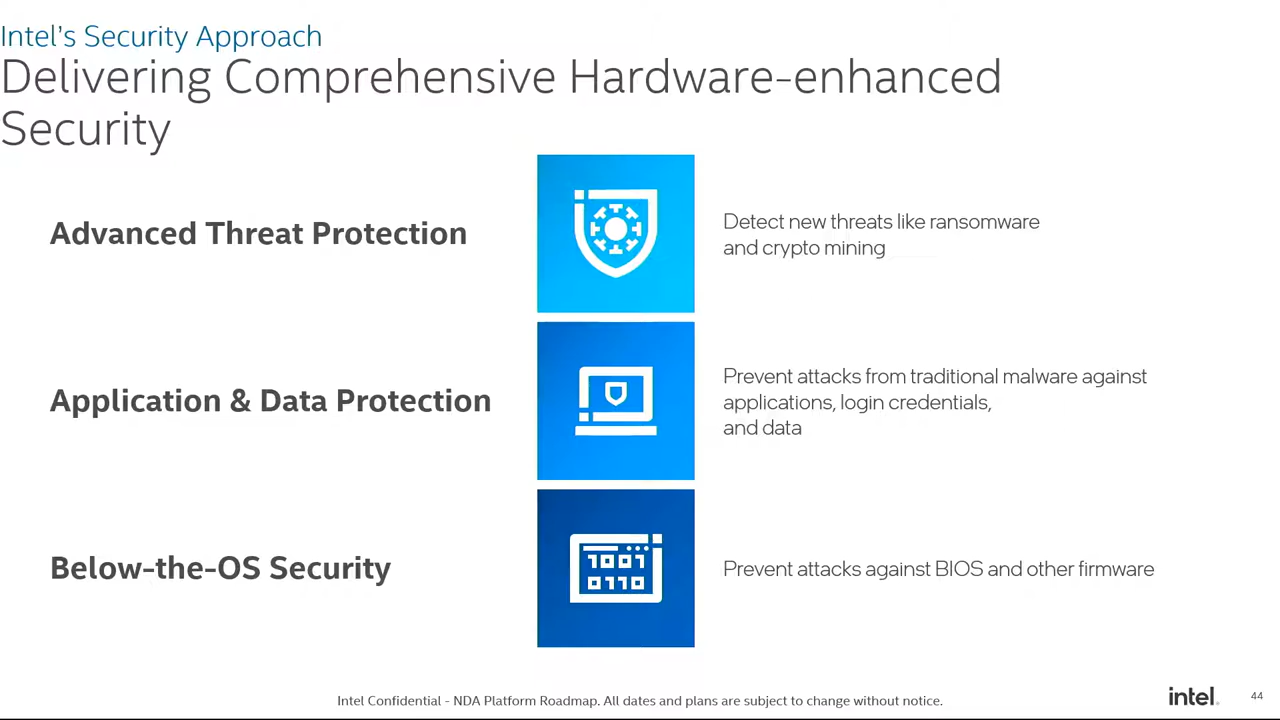 Intel's Security Approach
Delivering Comprehensive Hardware-enhanced
Security
Advanced Threat Protection
Detect new threats like ransomware
and crypto mining
Application & Data Protection
Prevent attacks from traditional malware against
applications, login credentials,
and data
Below-the-OS Security
1001
0110
Prevent attacks against BIOS and other firmware
Intel Confidential - NDA Platform Roadmap. All dates and plans are subject to change without notice.
intel.
44